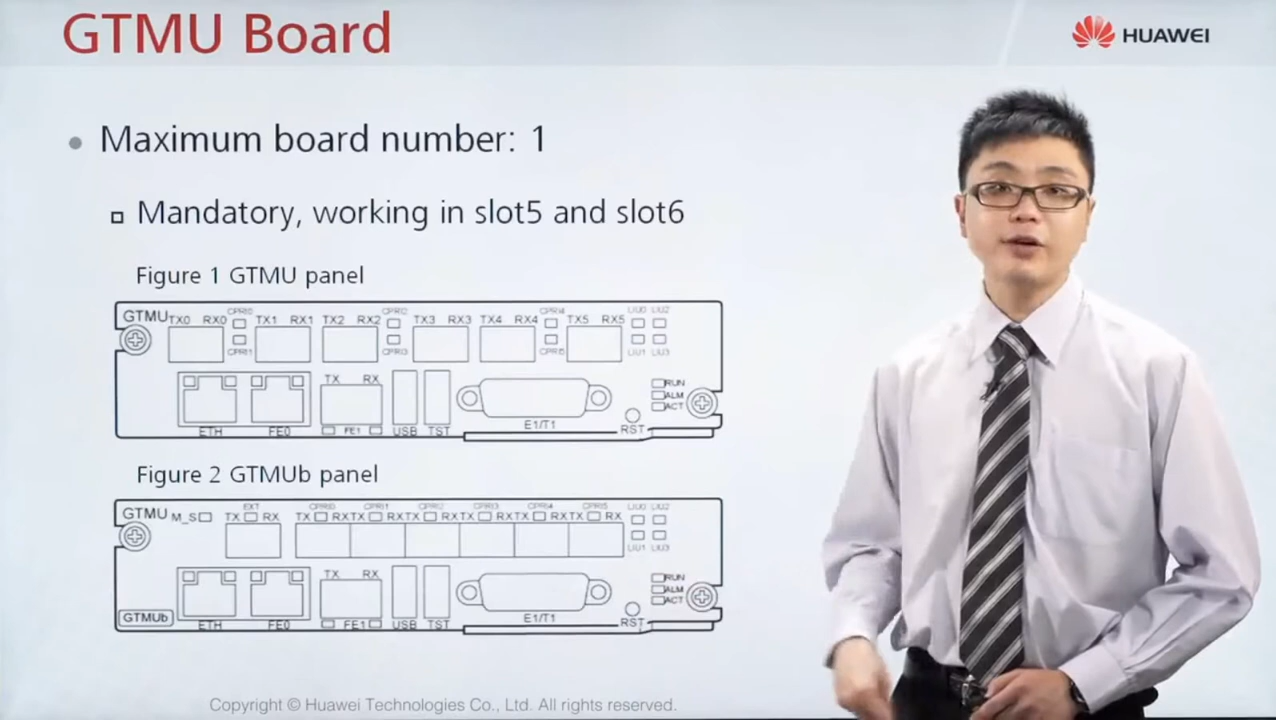 GTMU Board
HUAWEI
Maximum board number: 1
Mandatory, working in slot5 and slot6
Figure 1 GTMU panel
GTMU TX0 RX0 CPRI0 TX1 RX1 TX2 RX2 CPRI2 TX3 RX3 TX4 RX4 CPRI4 TX5 RX5 LIU0 LIU2
CPRI1 CPRI3 CPRI5 LIU1 LIU3
TX RX RUN
ALM
ACT
ETH FE0 FE1 USB TST E1/T1 RST
Figure 2 GTMUb panel
EXT CPRI0 CPRI1 CPRI2 CPRI3 CPRI4 CPRI5 LIU0 LIU2
GTMU M_S TX RX TX RX TX RX TX RX TX RX TX RX TX RX
LIU1 LIU3
TX RX RUN
ALM
ACT
GTMUb ETH FE0 FE1 USB TST E1/T1 RST
Copyright © Huawei Technologies Co., Ltd. All rights reserved.